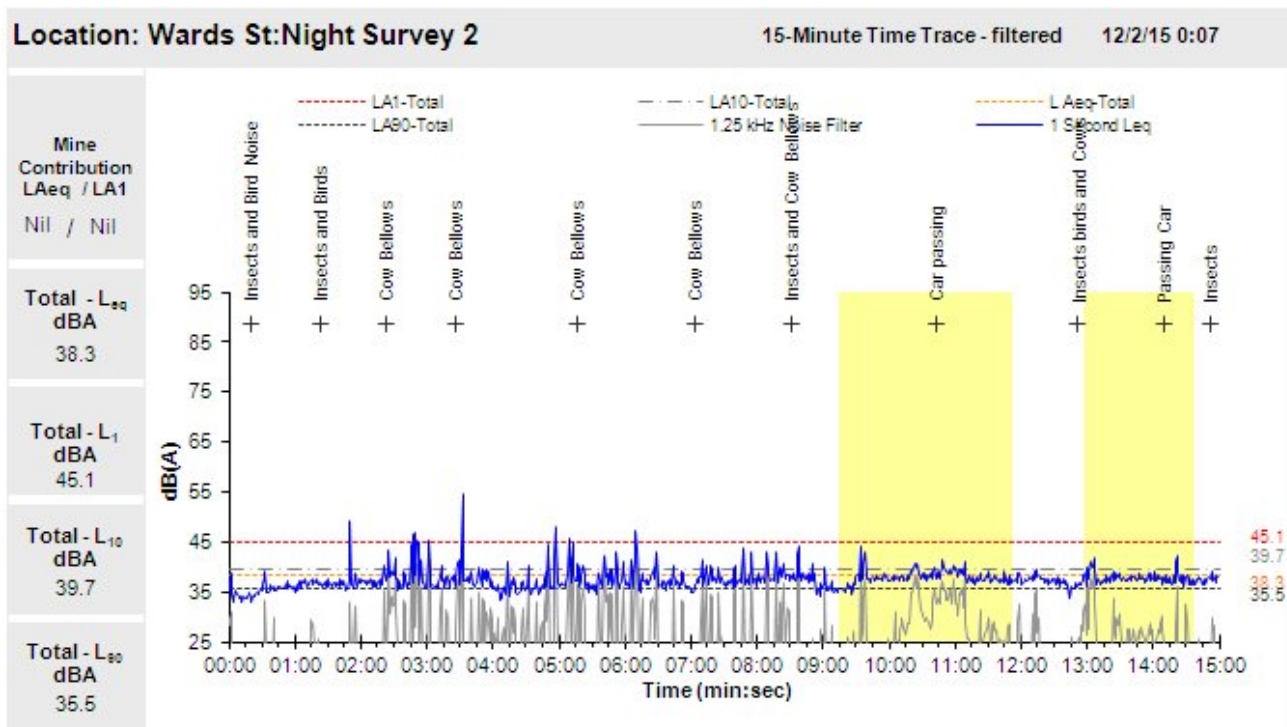 Location: Wards St:Night Survey 2
15-Minute Time Trace - filtered 12/2/15 0:07
Mine
Contribution
LAeq / LA1
Nil / Nil
Total - Leq
dBA
38.3
Total - L1
dBA
45.1
Total - L10
dBA
39.7
Total - L90
dBA
35.5
LA1-Total
LA10-Total
L Aeq-Total
LA90-Total
1.25 kHz Noise Filter
1 Second Leq
Insects and Bird Noise
Insects and Birds
Cow Bellows
Cow Bellows
Cow Bellows
Cow Bellows
Insects and Cow Bellows
Car passing
Insects birds and Cows
Passing Car
Insects
dB(A)
95
85
75
65
55
45
35
25
45.1
39.7
38.3
35.5
00:00 01:00 02:00 03:00 04:00 05:00 06:00 07:00 08:00 09:00 10:00 11:00 12:00 13:00 14:00 15:00
Time (min:sec)